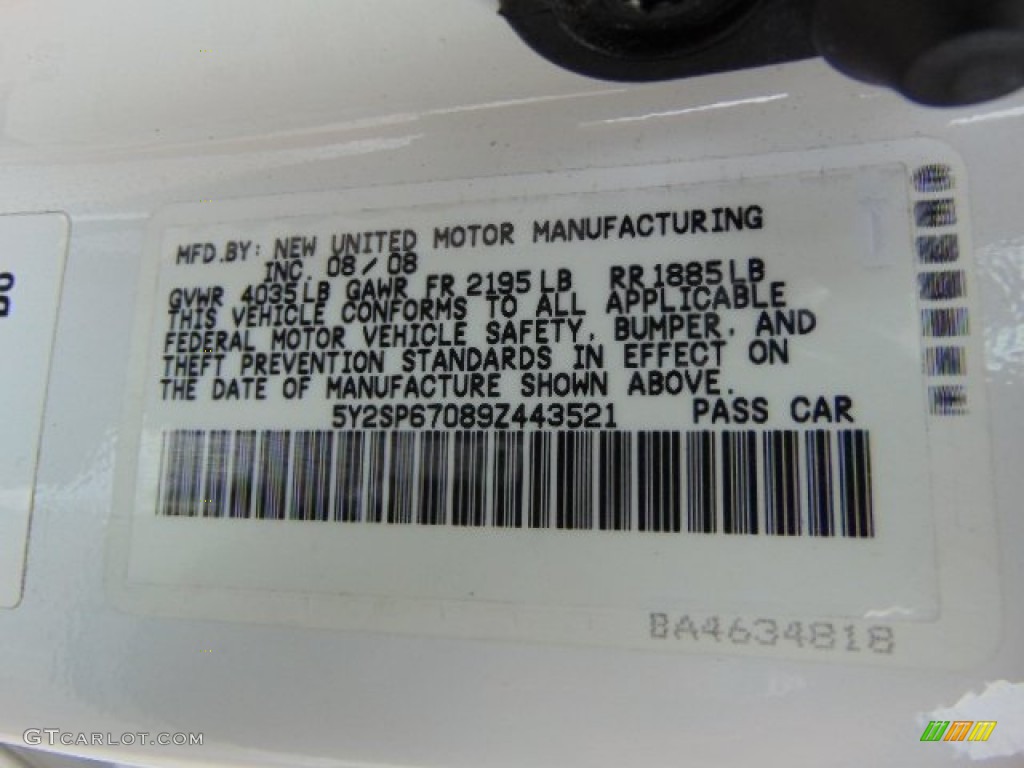 MFD.BY: NEW UNITED MOTOR MANUFACTURING
INC. 08/08
GVWR 4035LB GAWR FR 2195LB RR1885LB
THIS VEHICLE CONFORMS TO ALL APPLICABLE
FEDERAL MOTOR VEHICLE SAFETY, BUMPER, AND
THEFT PREVENTION STANDARDS IN EFFECT ON
THE DATE OF MANUFACTURE SHOWN ABOVE.
5Y2SP67089Z443521 PASS CAR
BA4634818
GTCARLOT.COM